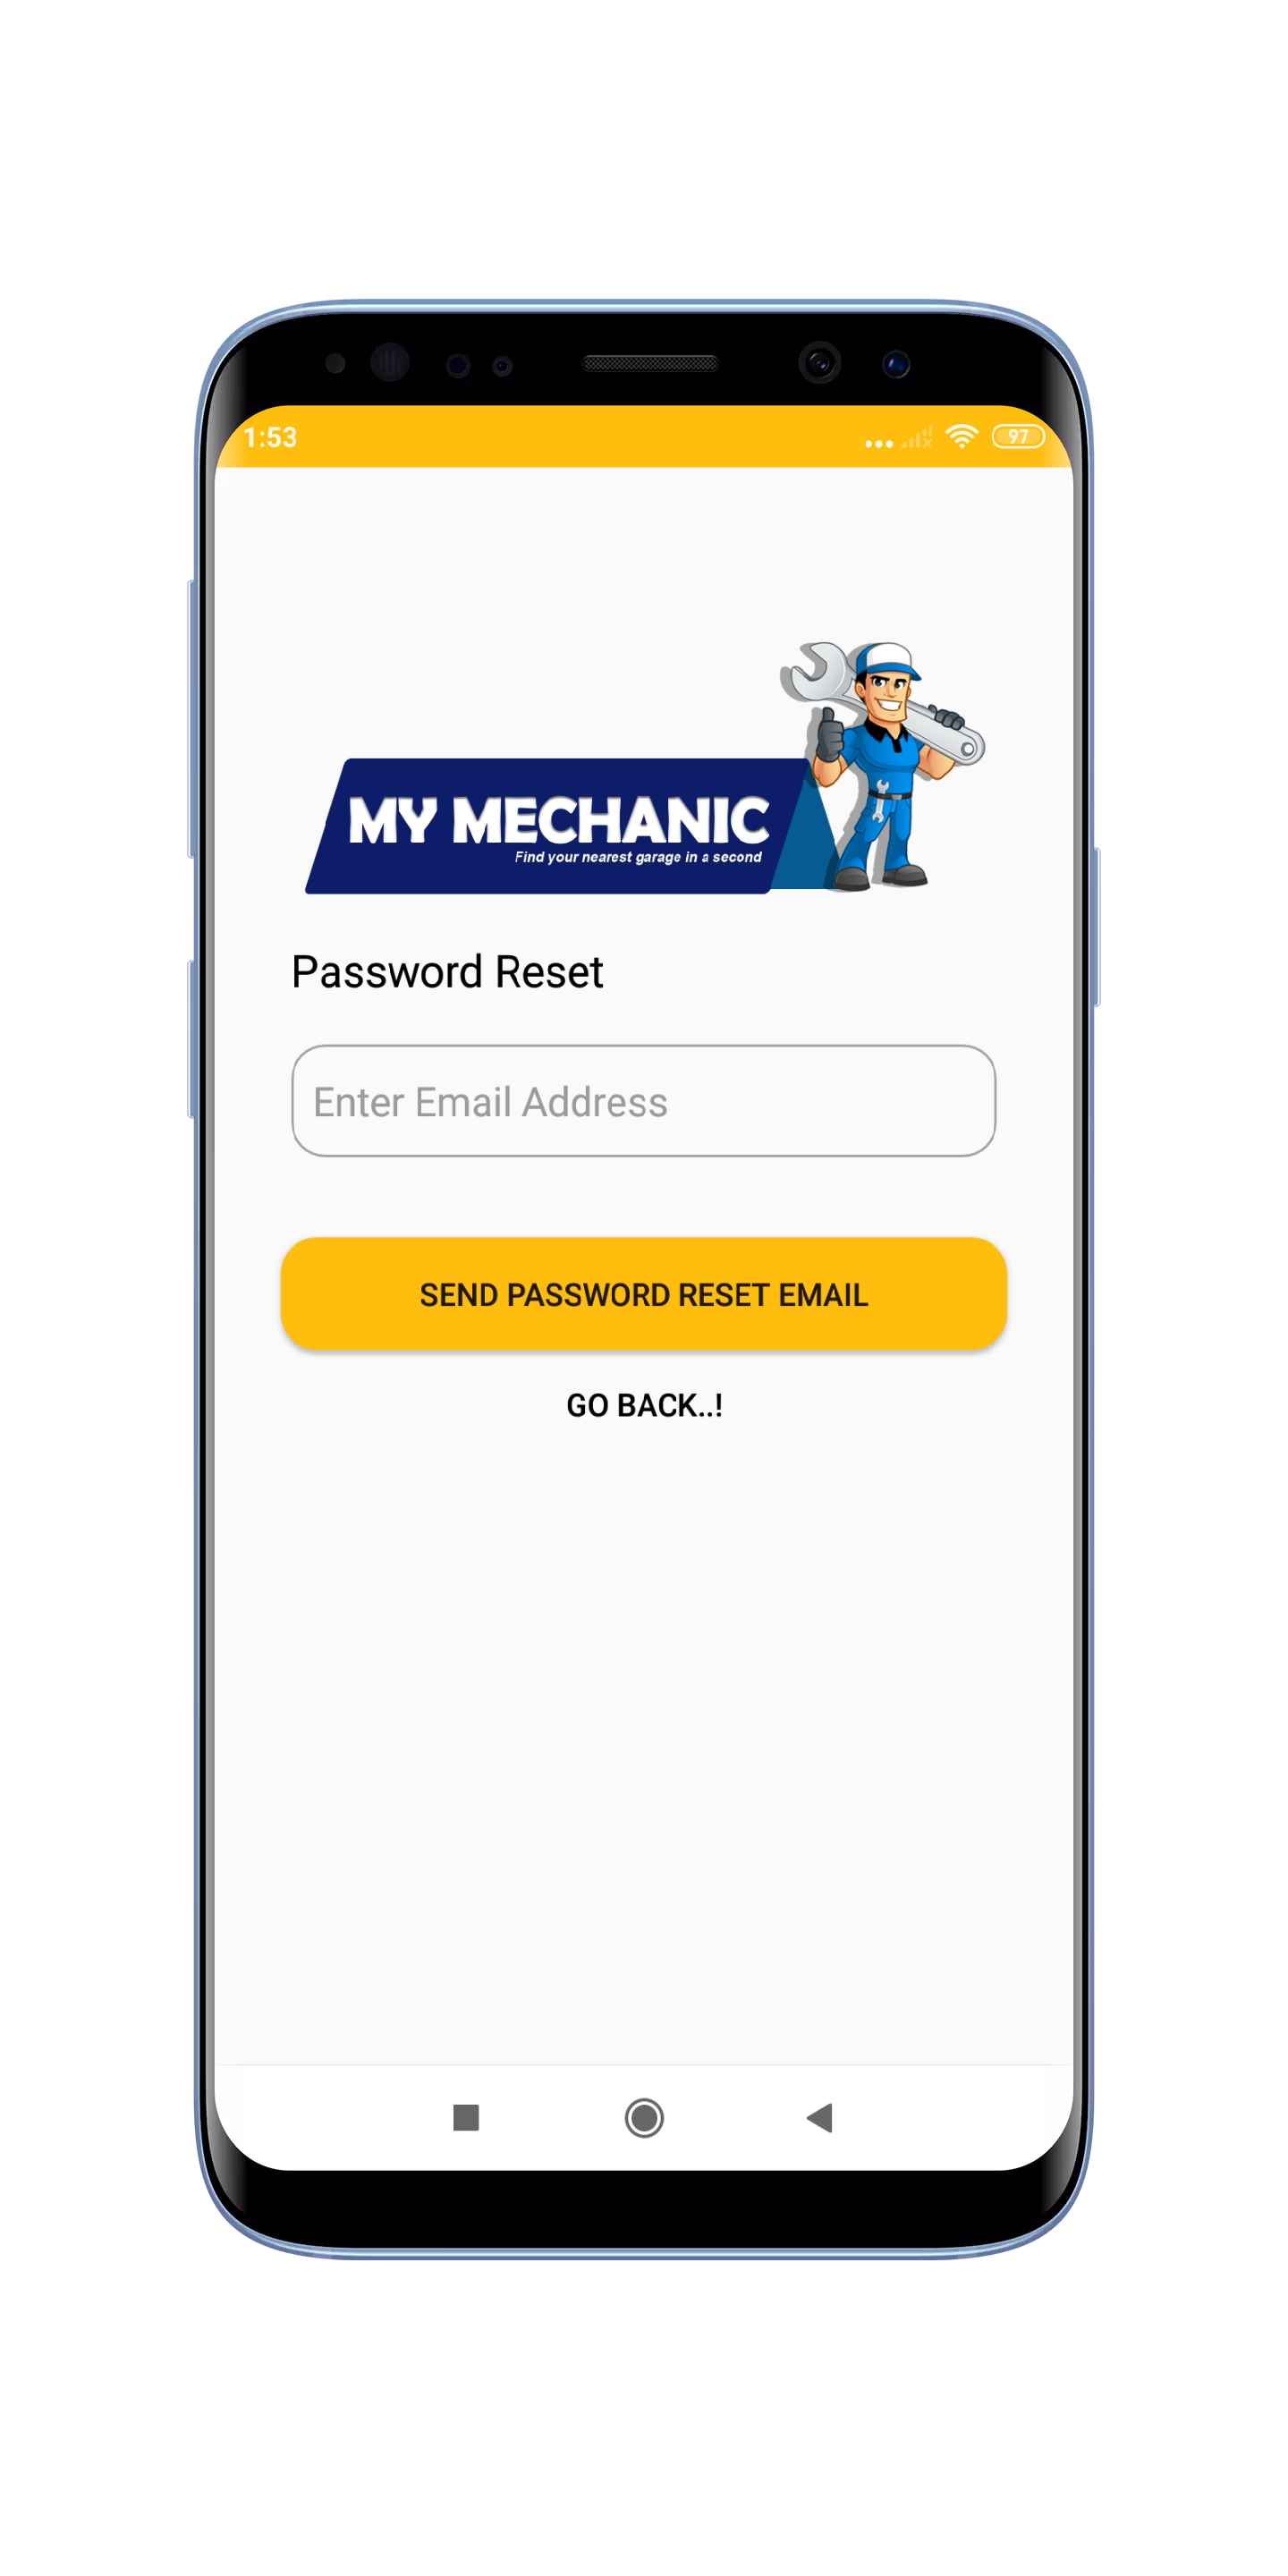 1:53
97
MY MECHANIC
Find your nearest garage in a second
Password Reset
Enter Email Address
SEND PASSWORD RESET EMAIL
GO BACK..!